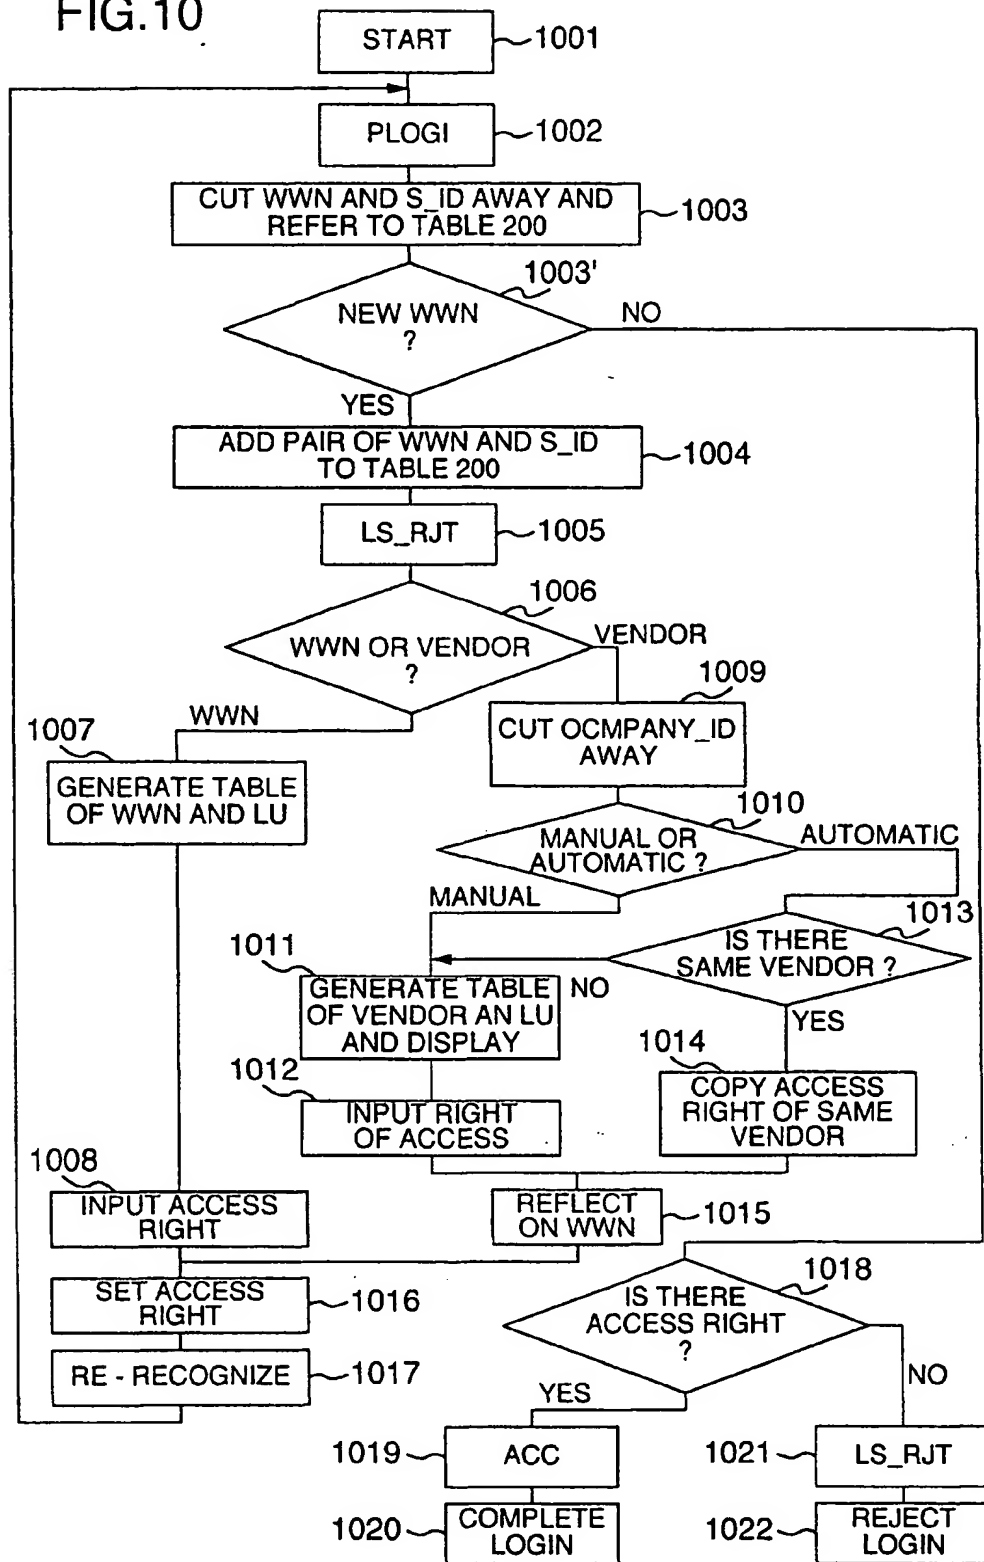 FIG.10
START
1001
PLOGI
1002
CUT WWN AND S_ID AWAY AND
REFER TO TABLE 200
1003
1003'
NEW WWN
?
NO
YES
ADD PAIR OF WWN AND S_ID
TO TABLE 200
1004
LS_RJT
1005
1006
WWN OR VENDOR
?
VENDOR
WWN
1007
GENERATE TABLE
OF WWN AND LU
1009
CUT OCMPANY_ID
AWAY
1010
MANUAL OR
AUTOMATIC ?
AUTOMATIC
MANUAL
1013
IS THERE
SAME VENDOR ?
NO
YES
1011
GENERATE TABLE
OF VENDOR AN LU
AND DISPLAY
1014
COPY ACCESS
RIGHT OF SAME
VENDOR
1012
INPUT RIGHT
OF ACCESS
1008
INPUT ACCESS
RIGHT
REFLECT
ON WWN
1015
SET ACCESS
RIGHT
1016
RE - RECOGNIZE
1017
1018
IS THERE
ACCESS RIGHT
?
YES
NO
1019
ACC
1021
LS_RJT
1020
COMPLETE
LOGIN
1022
REJECT
LOGIN